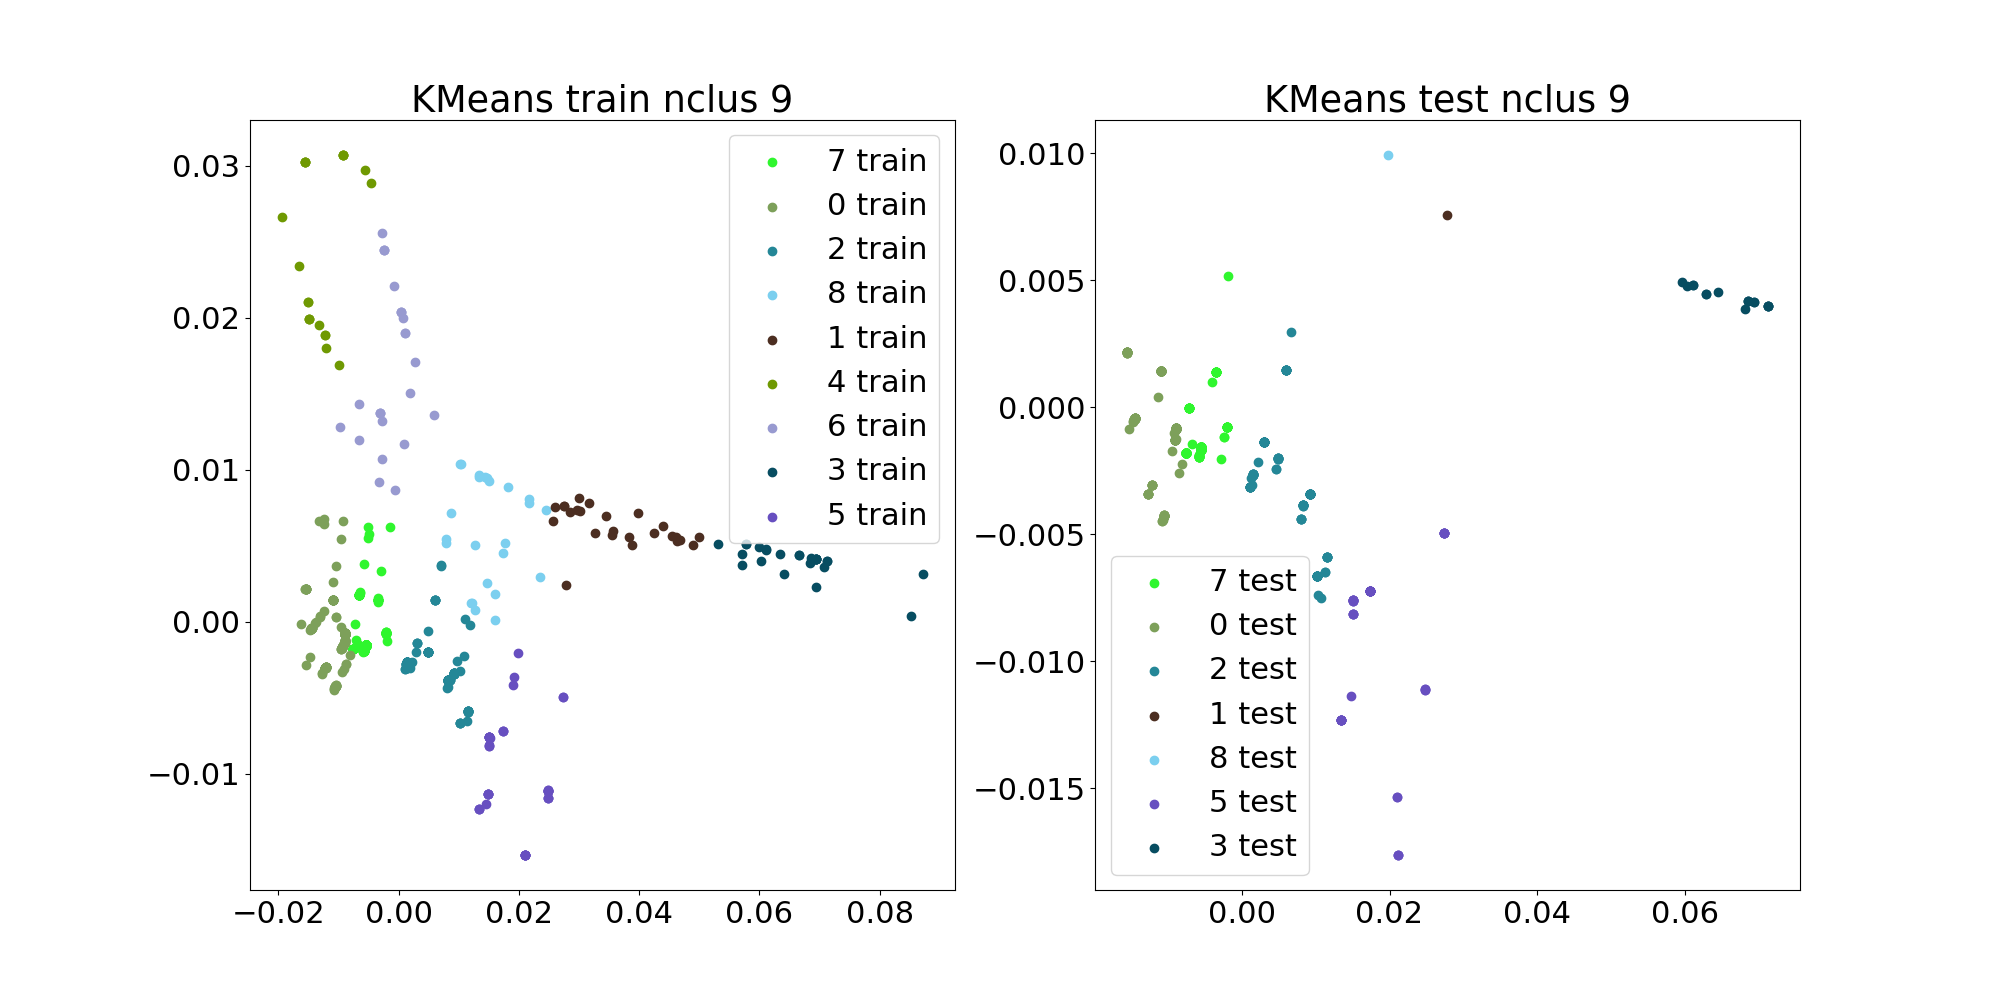 KMeans train nclus 9
0.03
0.02
0.01
0.00
−0.01
−0.02
0.00
0.02
0.04
0.06
0.08
7 train
0 train
2 train
8 train
1 train
4 train
6 train
3 train
5 train
KMeans test nclus 9
0.010
0.005
0.000
−0.005
−0.010
−0.015
0.00
0.02
0.04
0.06
7 test
0 test
2 test
1 test
8 test
5 test
3 test